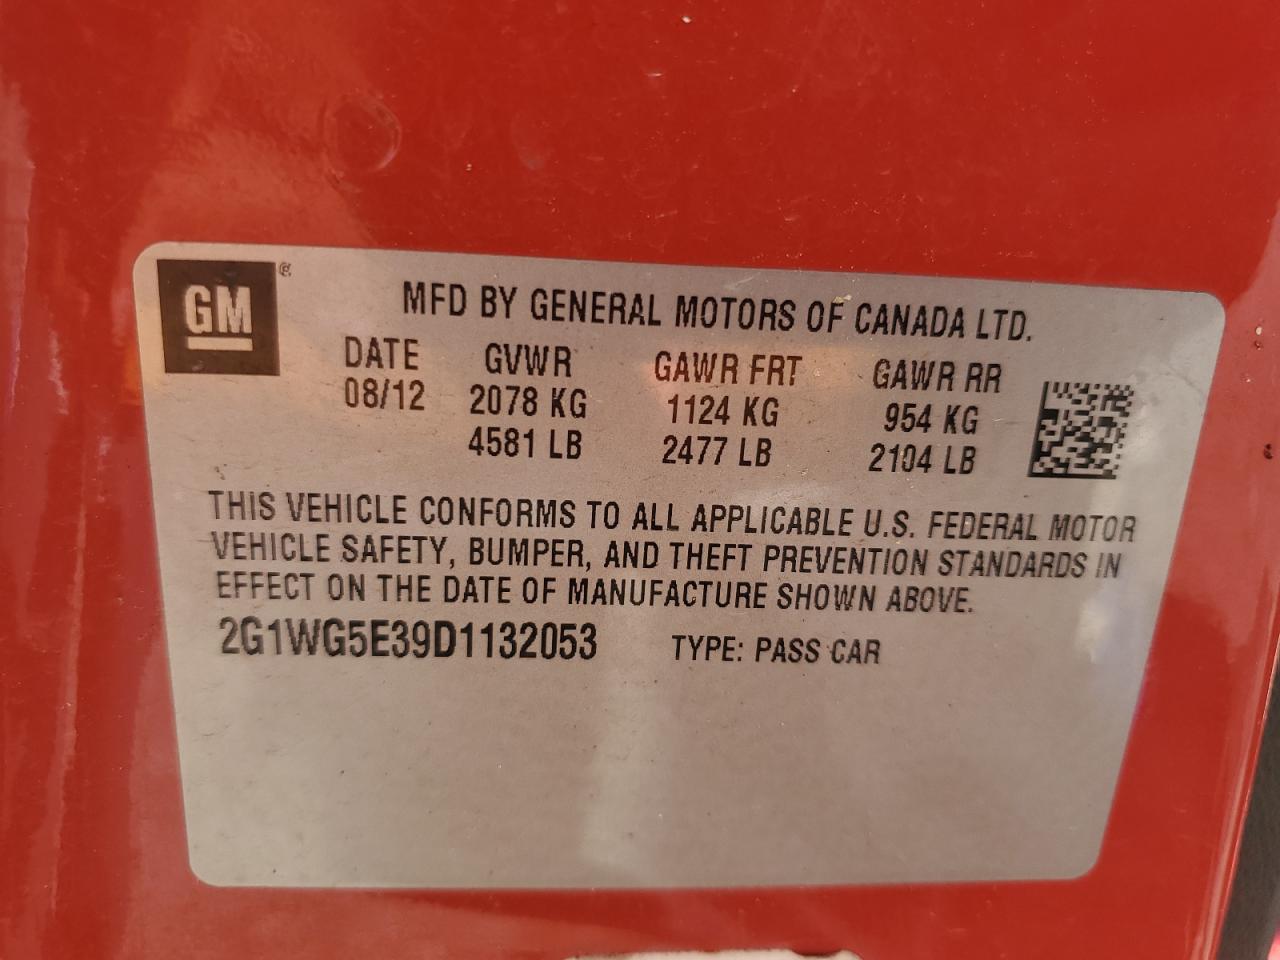 GM ®
MFD BY GENERAL MOTORS OF CANADA LTD.
DATE GVWR GAWR FRT GAWR RR
08/12 2078 KG 1124 KG 954 KG
4581 LB 2477 LB 2104 LB
THIS VEHICLE CONFORMS TO ALL APPLICABLE U.S. FEDERAL MOTOR
VEHICLE SAFETY, BUMPER, AND THEFT PREVENTION STANDARDS IN
EFFECT ON THE DATE OF MANUFACTURE SHOWN ABOVE.
2G1WG5E39D1132053 TYPE: PASS CAR